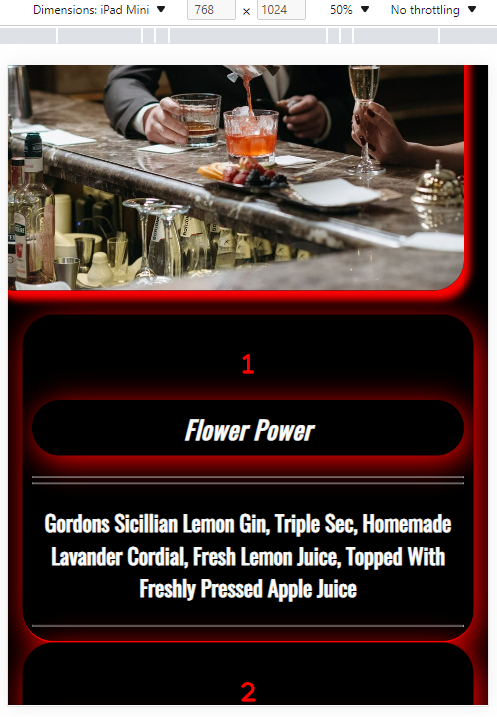 Dimensions: iPad Mini ▼ 768 × 1024 50% ▼ No throttling ▼
1
Flower Power
Gordons Sicillian Lemon Gin, Triple Sec, Homemade
Lavander Cordial, Fresh Lemon Juice, Topped With
Freshly Pressed Apple Juice
2